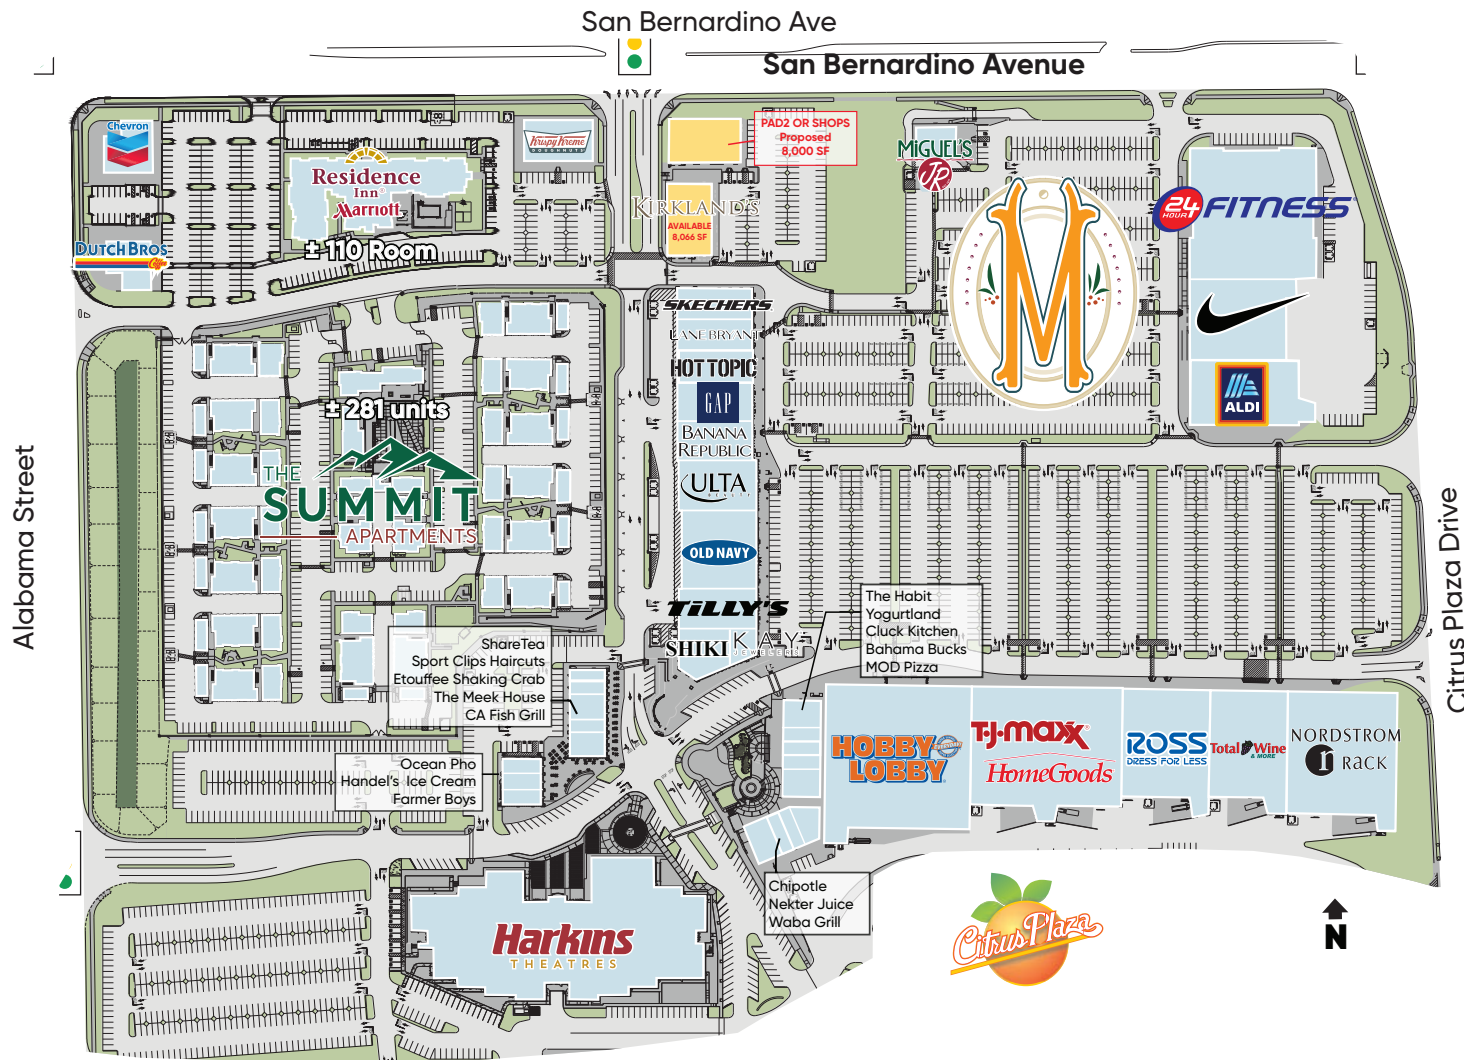 San Bernardino Ave
San Bernardino Avenue
Chevron
Krispy Kreme
DOUGHNUTS
PAD2 OR SHOPS
Proposed
8,000 SF
MiGUEL'S
JR
Residence
Inn®
Marriott
± 110 Room
DUTCH BROS
Coffee
KIRKLAND'S
AVAILABLE
8,066 SF
M
24
HOUR
FITNESS
SKECHERS
LANE BRYANT
HOT TOPIC
GAP
BANANA
REPUBLIC
ULTA
BEAUTY
OLD NAVY
TiLLY'S
SHIKI
KAY
JEWELERS
ALDI
± 281 units
THE
SUMMIT
APARTMENTS
Alabama Street
Citrus Plaza Drive
The Habit
Yogurtland
Cluck Kitchen
Bahama Bucks
MOD Pizza
ShareTea
Sport Clips Haircuts
Etouffee Shaking Crab
The Meek House
CA Fish Grill
Ocean Pho
Handel's Ice Cream
Farmer Boys
HOBBY
LOBBY
T·J·maxx
HomeGoods
ROSS
DRESS FOR LESS
Total Wine
& MORE
NORDSTROM
r RACK
Chipotle
Nekter Juice
Waba Grill
Harkins
THEATRES
Citrus Plaza
N